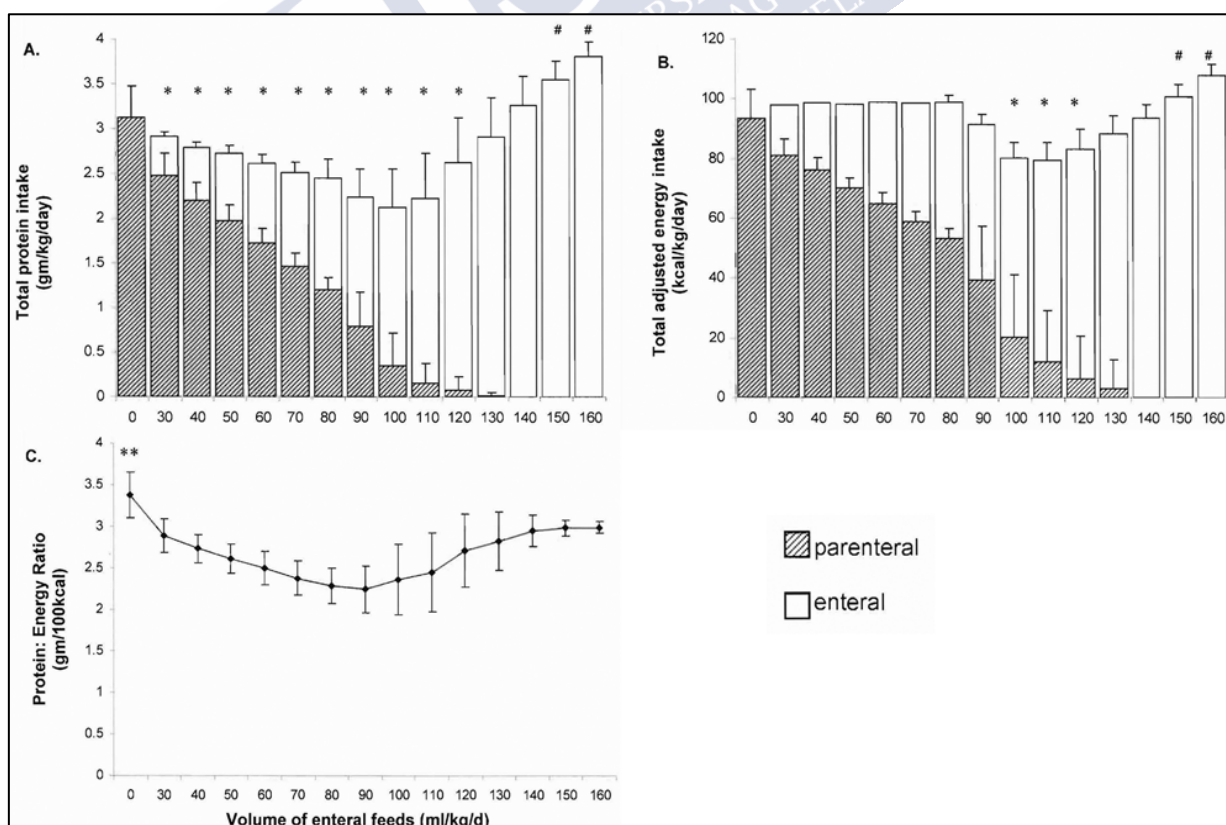 A.
Total protein intake
(gm/kg/day)
4
3.5
3
2.5
2
1.5
1
0.5
0
* * * * * * * * * # #
0 30 40 50 60 70 80 90 100 110 120 130 140 150 160
B.
Total adjusted energy intake
(kcal/kg/day)
120
100
80
60
40
20
0
* * * # #
0 30 40 50 60 70 80 90 100 110 120 130 140 150 160
C.
Protein: Energy Ratio
(gm/100kcal)
4
3.5
3
2.5
2
1.5
1
0.5
0
**
0 30 40 50 60 70 80 90 100 110 120 130 140 150 160
Volume of enteral feeds (ml/kg/d)
parenteral
enteral